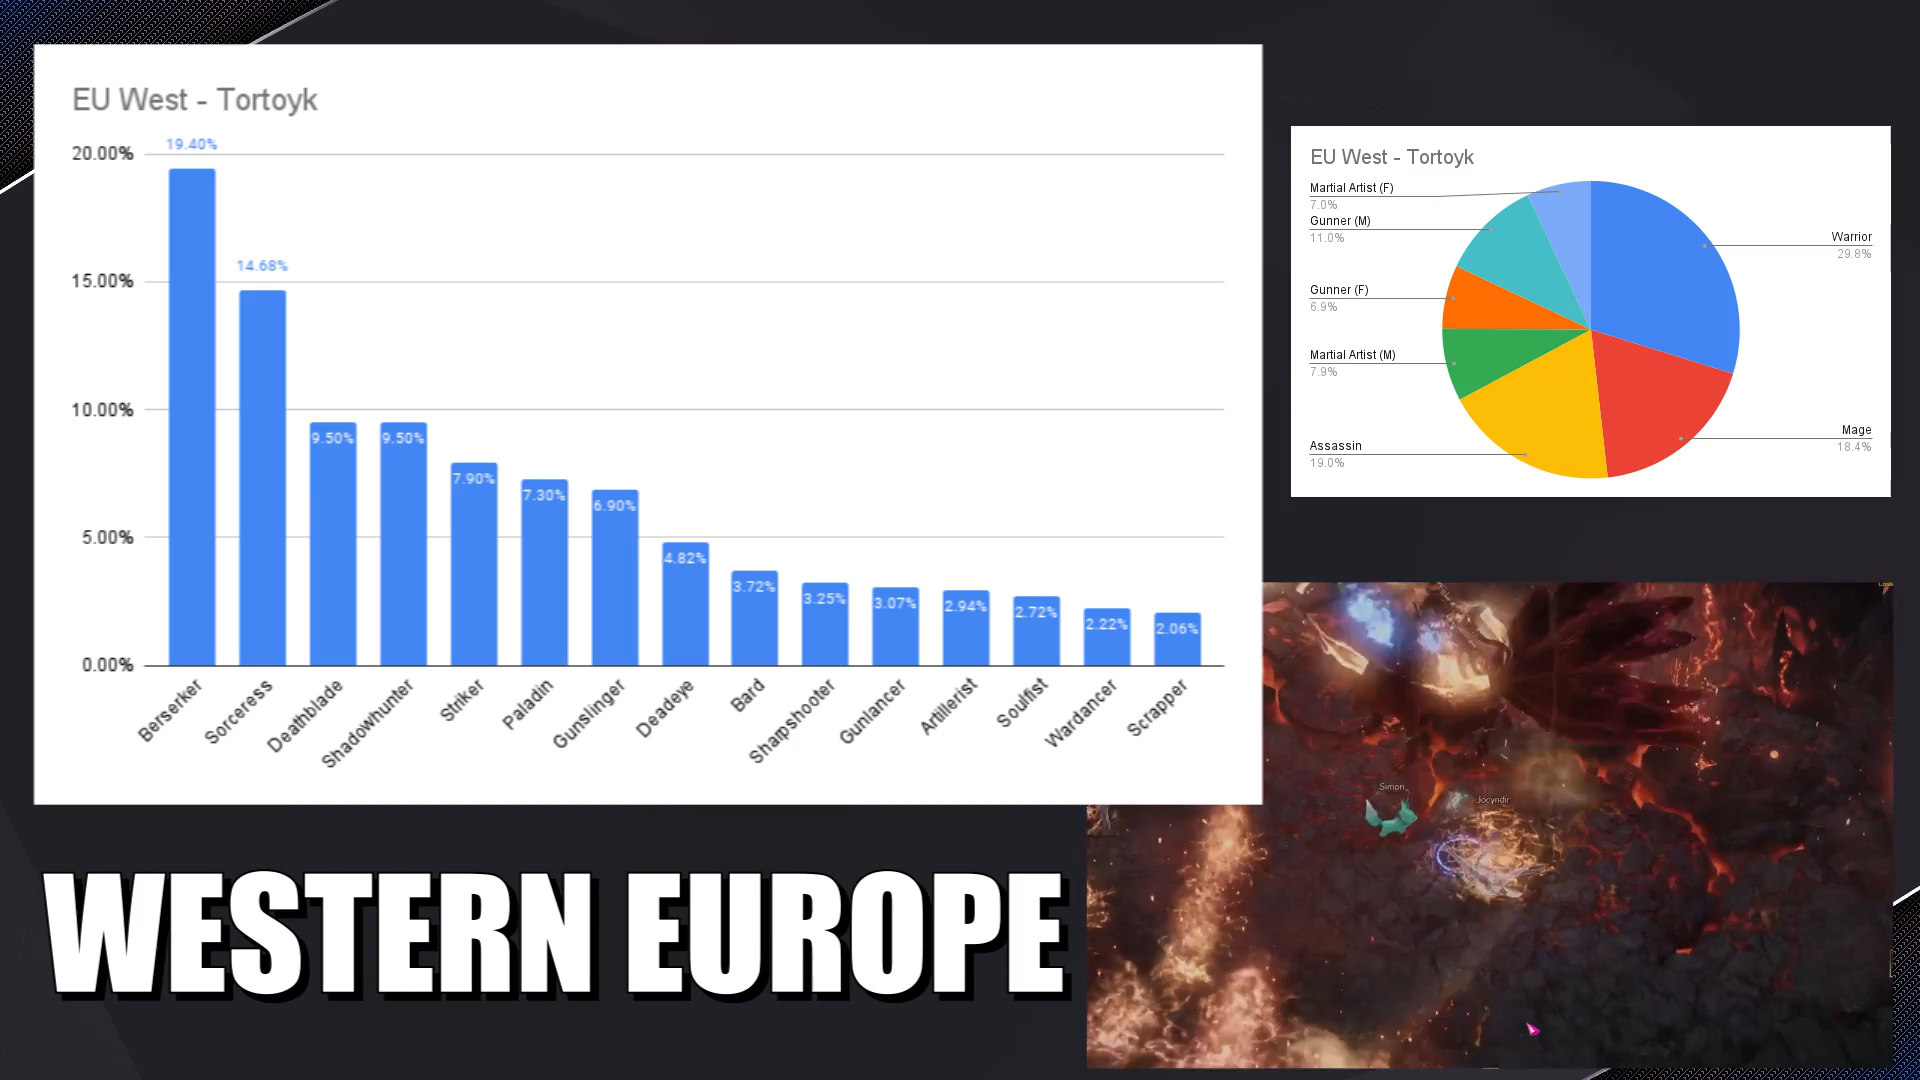 EU West - Tortoyk
20.00%
15.00%
10.00%
5.00%
0.00%
19.40%
14.68%
9.50%
9.50%
7.90%
7.30%
6.90%
4.82%
3.72%
3.25%
3.07%
2.94%
2.72%
2.22%
2.06%
Berserker
Sorceress
Deathblade
Shadowhunter
Striker
Paladin
Gunslinger
Deadeye
Bard
Sharpshooter
Gunlancer
Artillerist
Soulfist
Wardancer
Scrapper
EU West - Tortoyk
Martial Artist (F)
7.0%
Gunner (M)
11.0%
Gunner (F)
6.9%
Martial Artist (M)
7.9%
Assassin
19.0%
Warrior
29.8%
Mage
18.4%
Simon
Jocyndir
WESTERN EUROPE